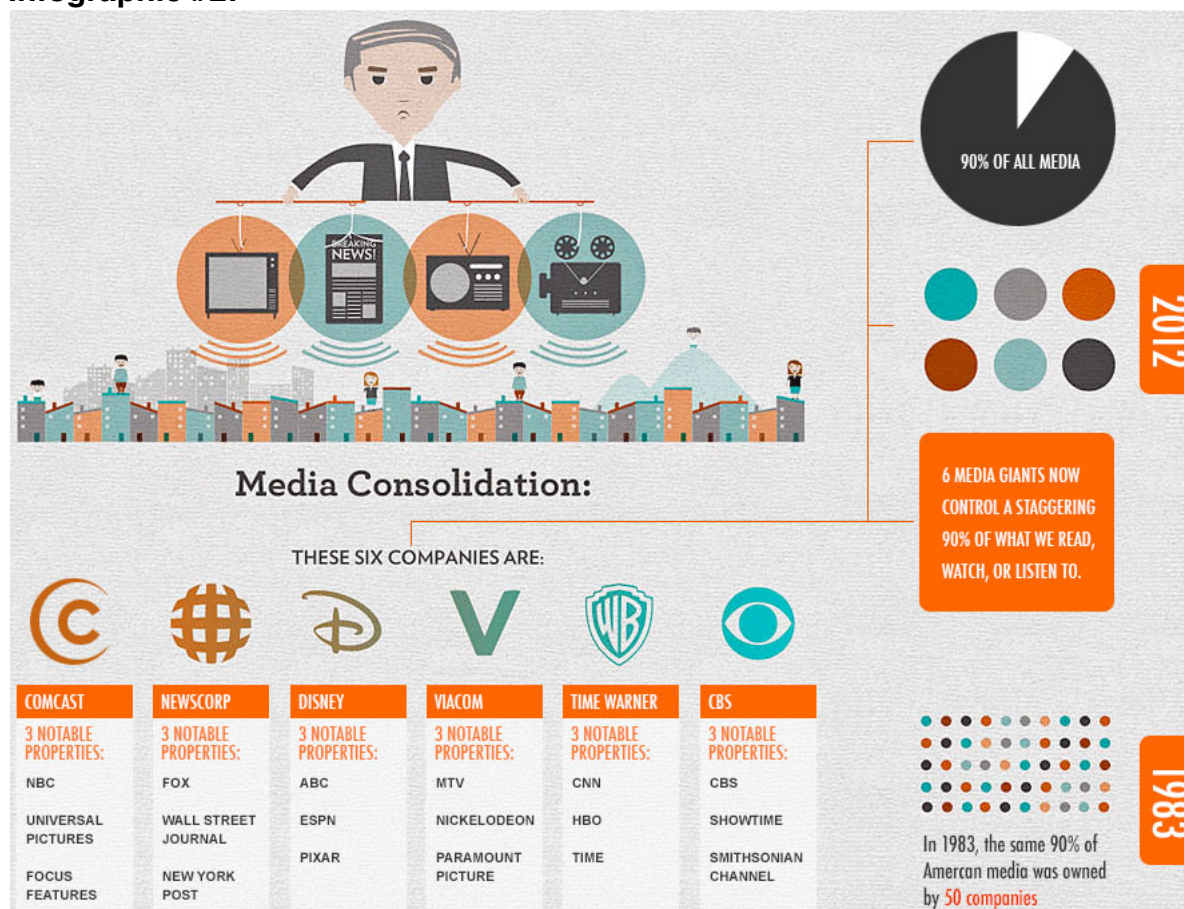 BREAKING
NEWS!
90% OF ALL MEDIA
2012
Media Consolidation:
6 MEDIA GIANTS NOW
CONTROL A STAGGERING
90% OF WHAT WE READ,
WATCH, OR LISTEN TO.
THESE SIX COMPANIES ARE:
C
D
V
WB
COMCAST
3 NOTABLE
PROPERTIES:
NBC
UNIVERSAL
PICTURES
FOCUS
FEATURES
NEWSCORP
3 NOTABLE
PROPERTIES:
FOX
WALL STREET
JOURNAL
NEW YORK
POST
DISNEY
3 NOTABLE
PROPERTIES:
ABC
ESPN
PIXAR
VIACOM
3 NOTABLE
PROPERTIES:
MTV
NICKELODEON
PARAMOUNT
PICTURE
TIME WARNER
3 NOTABLE
PROPERTIES:
CNN
HBO
TIME
CBS
3 NOTABLE
PROPERTIES:
CBS
SHOWTIME
SMITHSONIAN
CHANNEL
1983
In 1983, the same 90% of
Amercan media was owned
by 50 companies